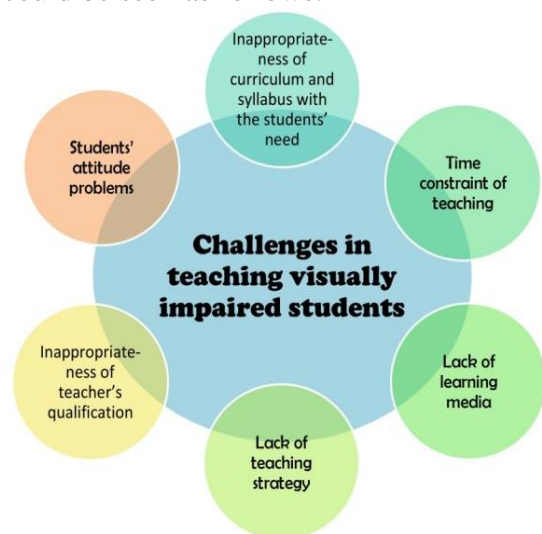 Inappropriate-
ness of
curriculum and
syllabus with
the students'
need
Students'
attitude
problems
Time
constraint of
teaching
Challenges in
teaching visually
impaired students
Inappropriate-
ness of
teacher's
qualification
Lack of
learning
media
Lack of
teaching
strategy